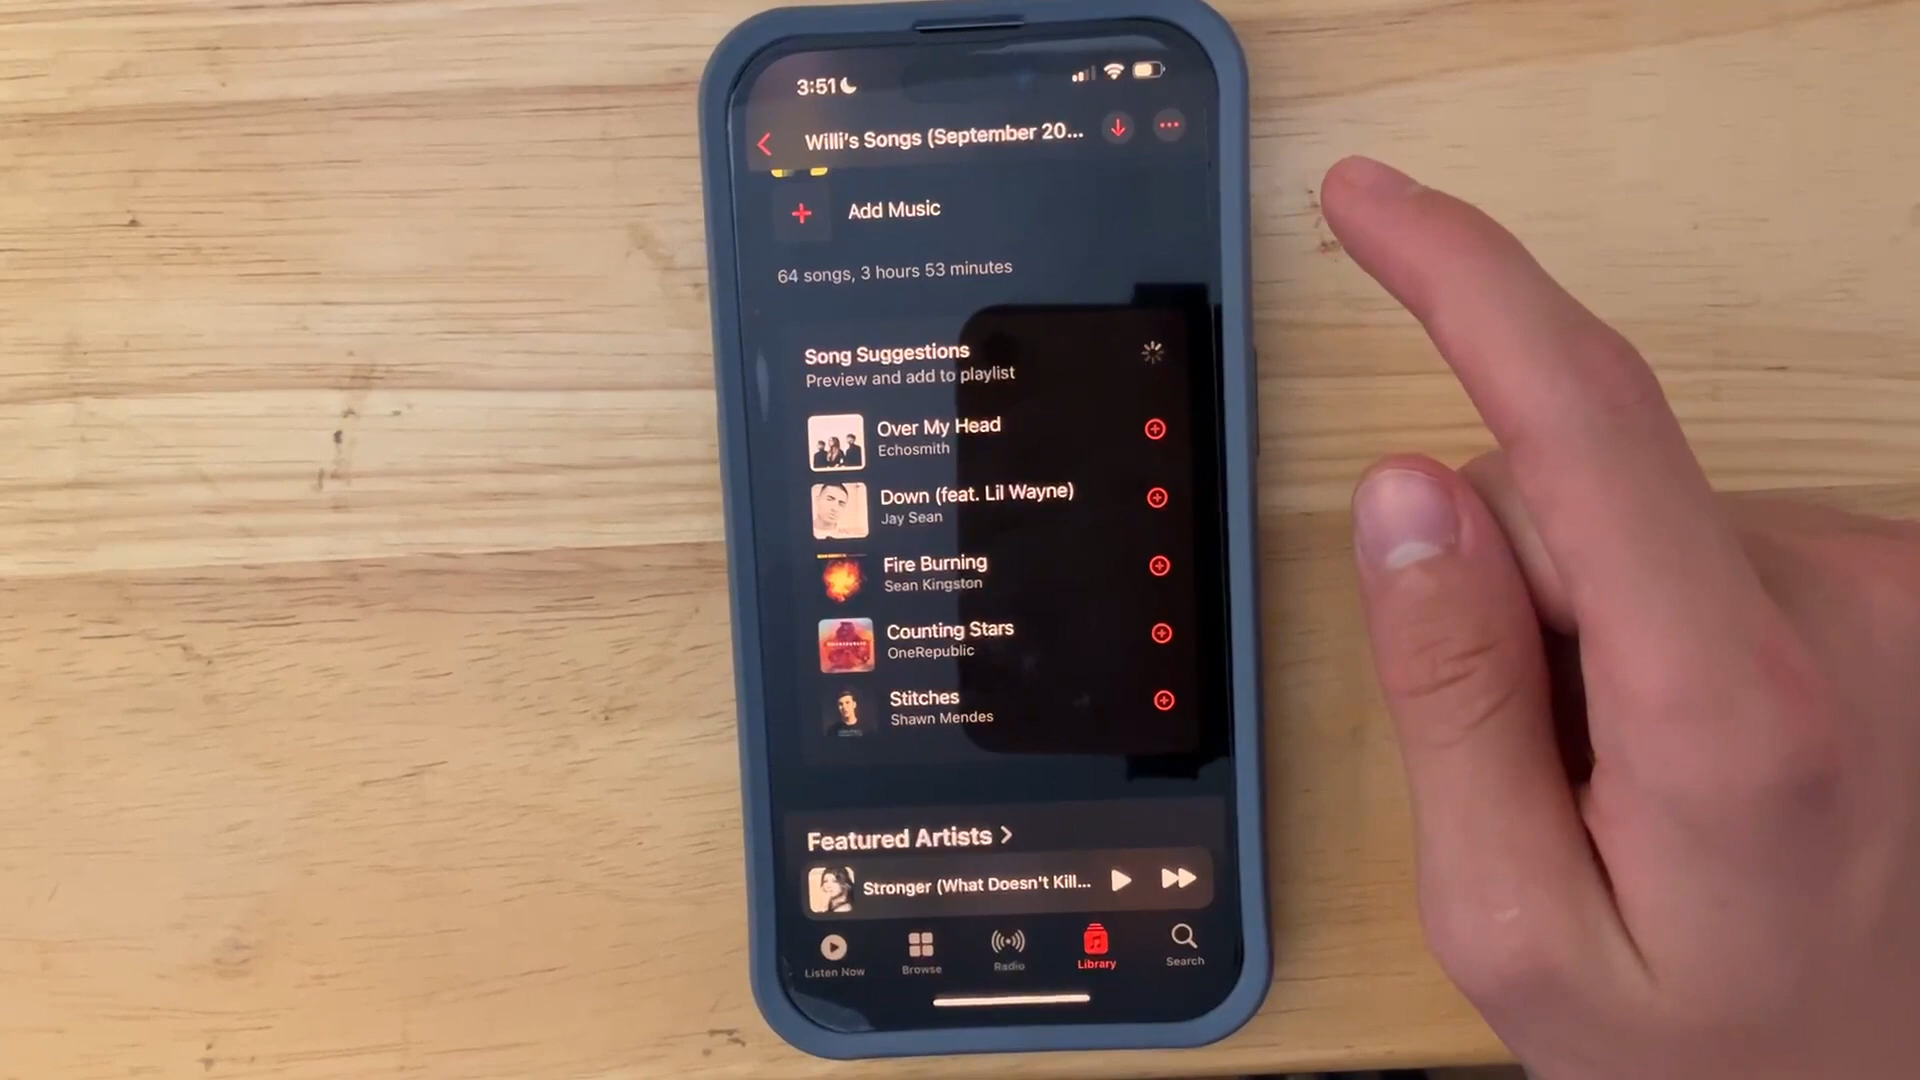 3:51
Willi's Songs (September 20...
Add Music
64 songs, 3 hours 53 minutes
Song Suggestions
Preview and add to playlist
Over My Head
Echosmith
Down (feat. Lil Wayne)
Jay Sean
Fire Burning
Sean Kingston
Counting Stars
OneRepublic
Stitches
Shawn Mendes
Featured Artists >
Stronger (What Doesn't Kill...
Listen Now
Browse
Radio
Library
Search